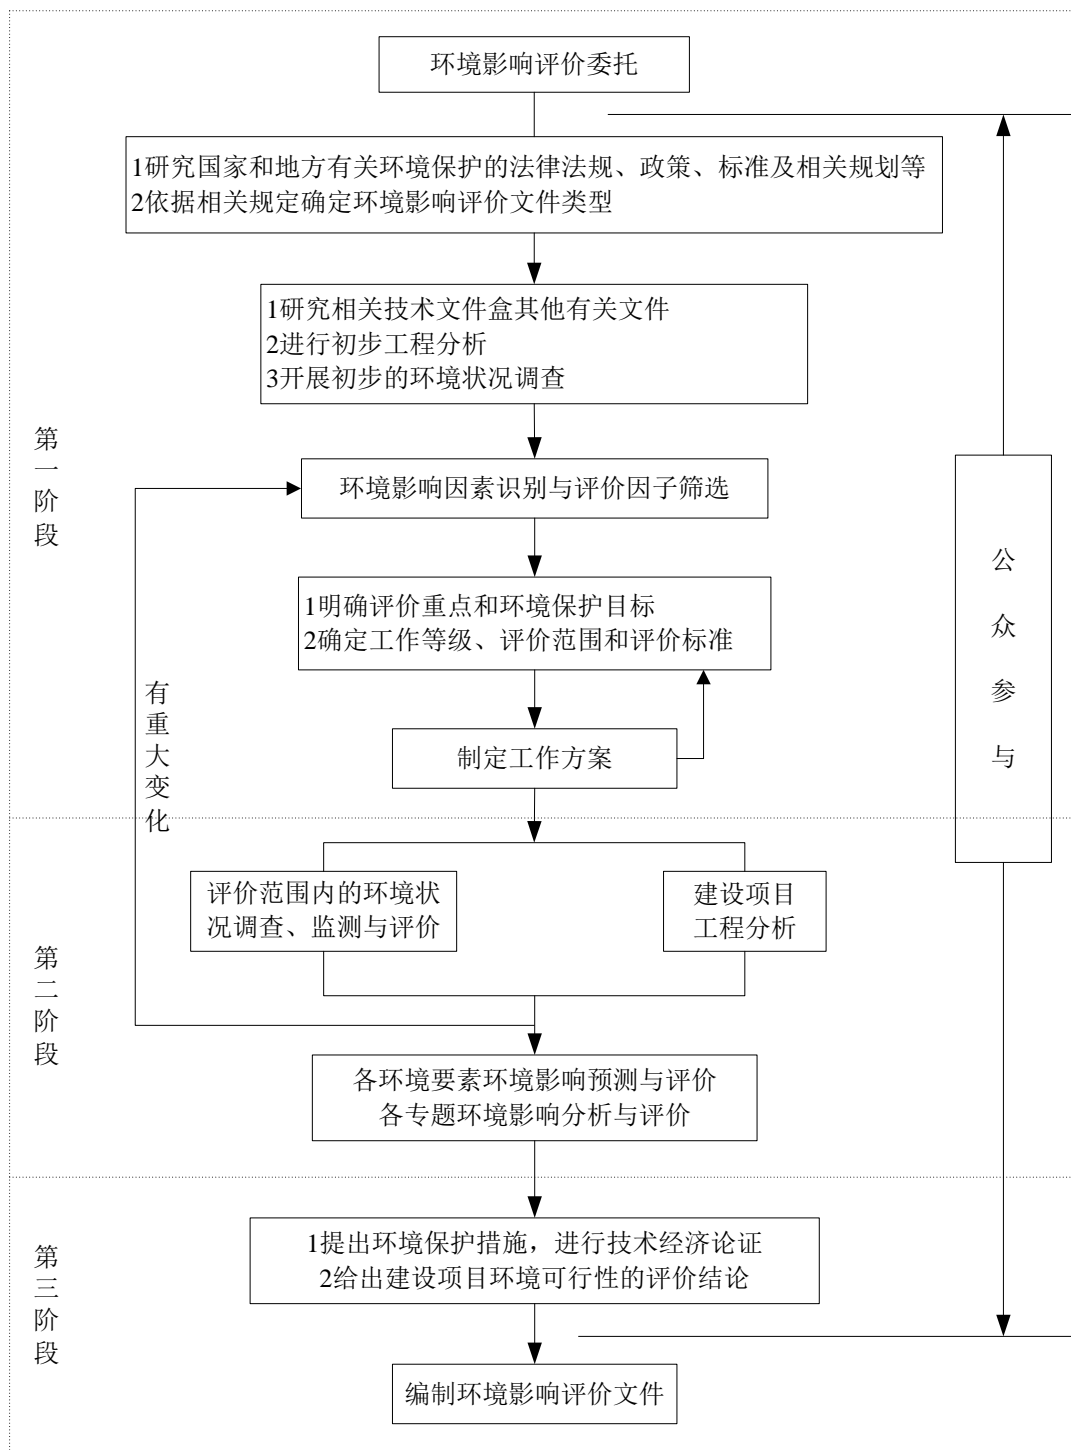 环境影响评价委托
1研究国家和地方有关环境保护的法律法规、政策、标准及相关规划等
2依据相关规定确定环境影响评价文件类型
1研究相关技术文件盒其他有关文件
2进行初步工程分析
3开展初步的环境状况调查
第一阶段
环境影响因素识别与评价因子筛选
1明确评价重点和环境保护目标
2确定工作等级、评价范围和评价标准
公众参与
有重大变化
制定工作方案
评价范围内的环境状
况调查、监测与评价
建设项目
工程分析
第二阶段
各环境要素环境影响预测与评价
各专题环境影响分析与评价
第三阶段
1提出环境保护措施，进行技术经济论证
2给出建设项目环境可行性的评价结论
编制环境影响评价文件